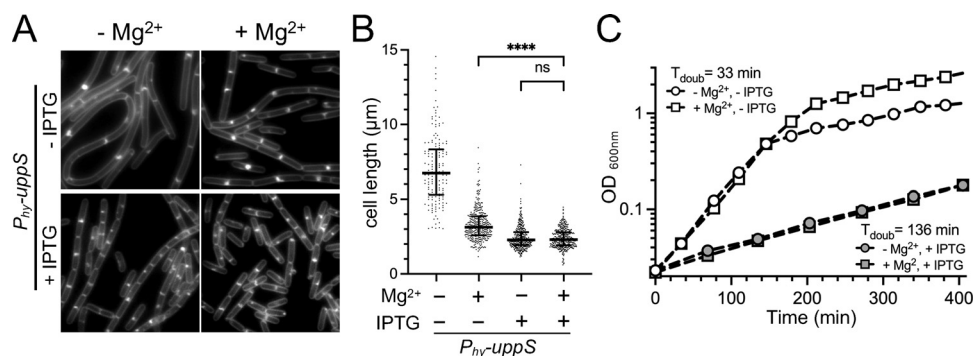 A
- Mg²⁺
+ Mg²⁺
Phy-uppS
- IPTG
+ IPTG
B
cell length (μm)
15
10
5
0
****
ns
Mg²⁺ − + − +
IPTG − − + +
Phy-uppS
C
OD 600nm
1
0.1
Tdoub= 33 min
- Mg²⁺, - IPTG
+ Mg²⁺, - IPTG
Tdoub= 136 min
- Mg²⁺, + IPTG
+ Mg², + IPTG
0 100 200 300 400
Time (min)